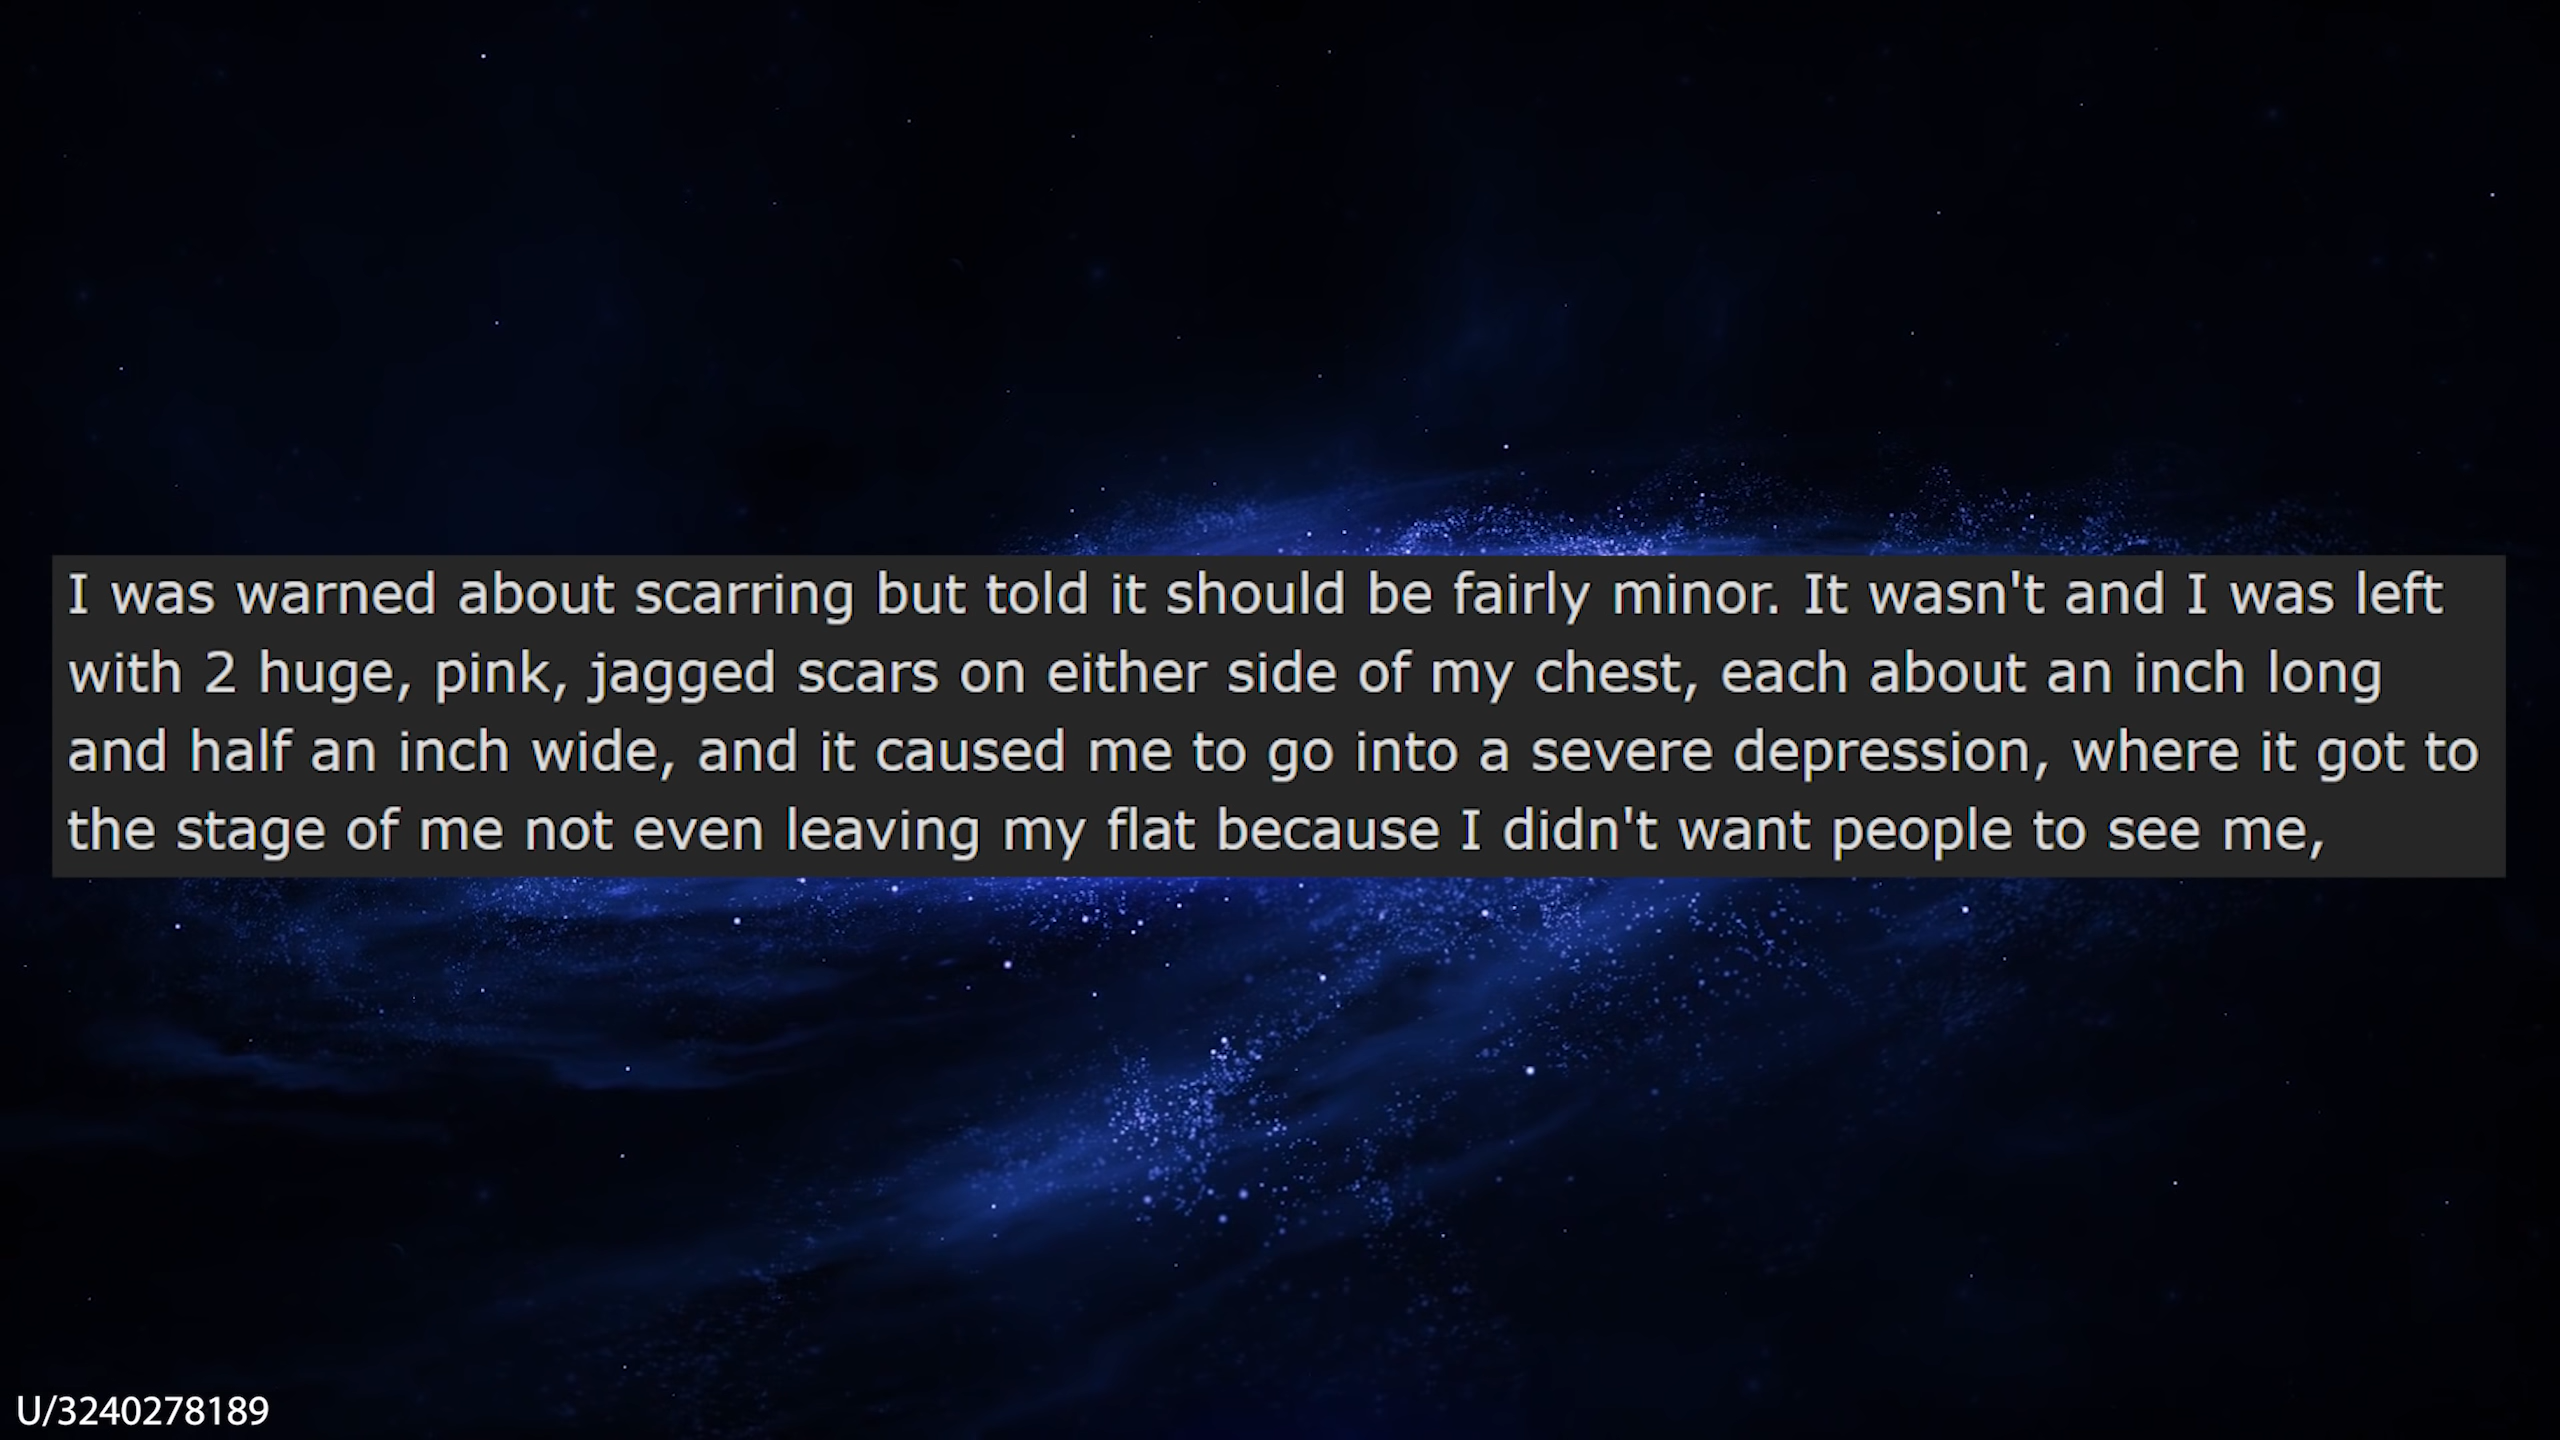 I was warned about scarring but told it should be fairly minor. It wasn't and I was left
with 2 huge, pink, jagged scars on either side of my chest, each about an inch long
and half an inch wide, and it caused me to go into a severe depression, where it got to
the stage of me not even leaving my flat because I didn't want people to see me,
U/3240278189